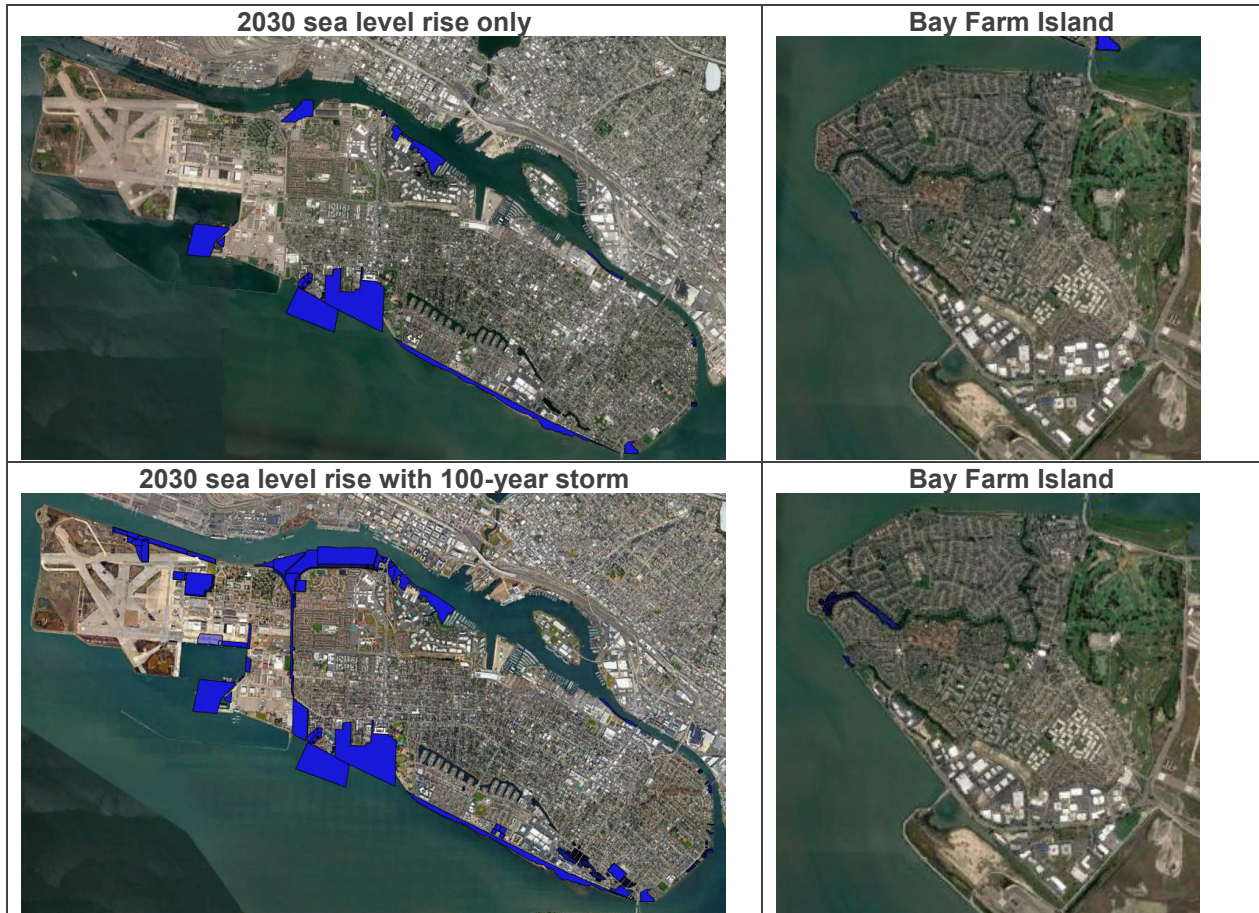 2030 sea level rise only
Bay Farm Island
2030 sea level rise with 100-year storm
Bay Farm Island